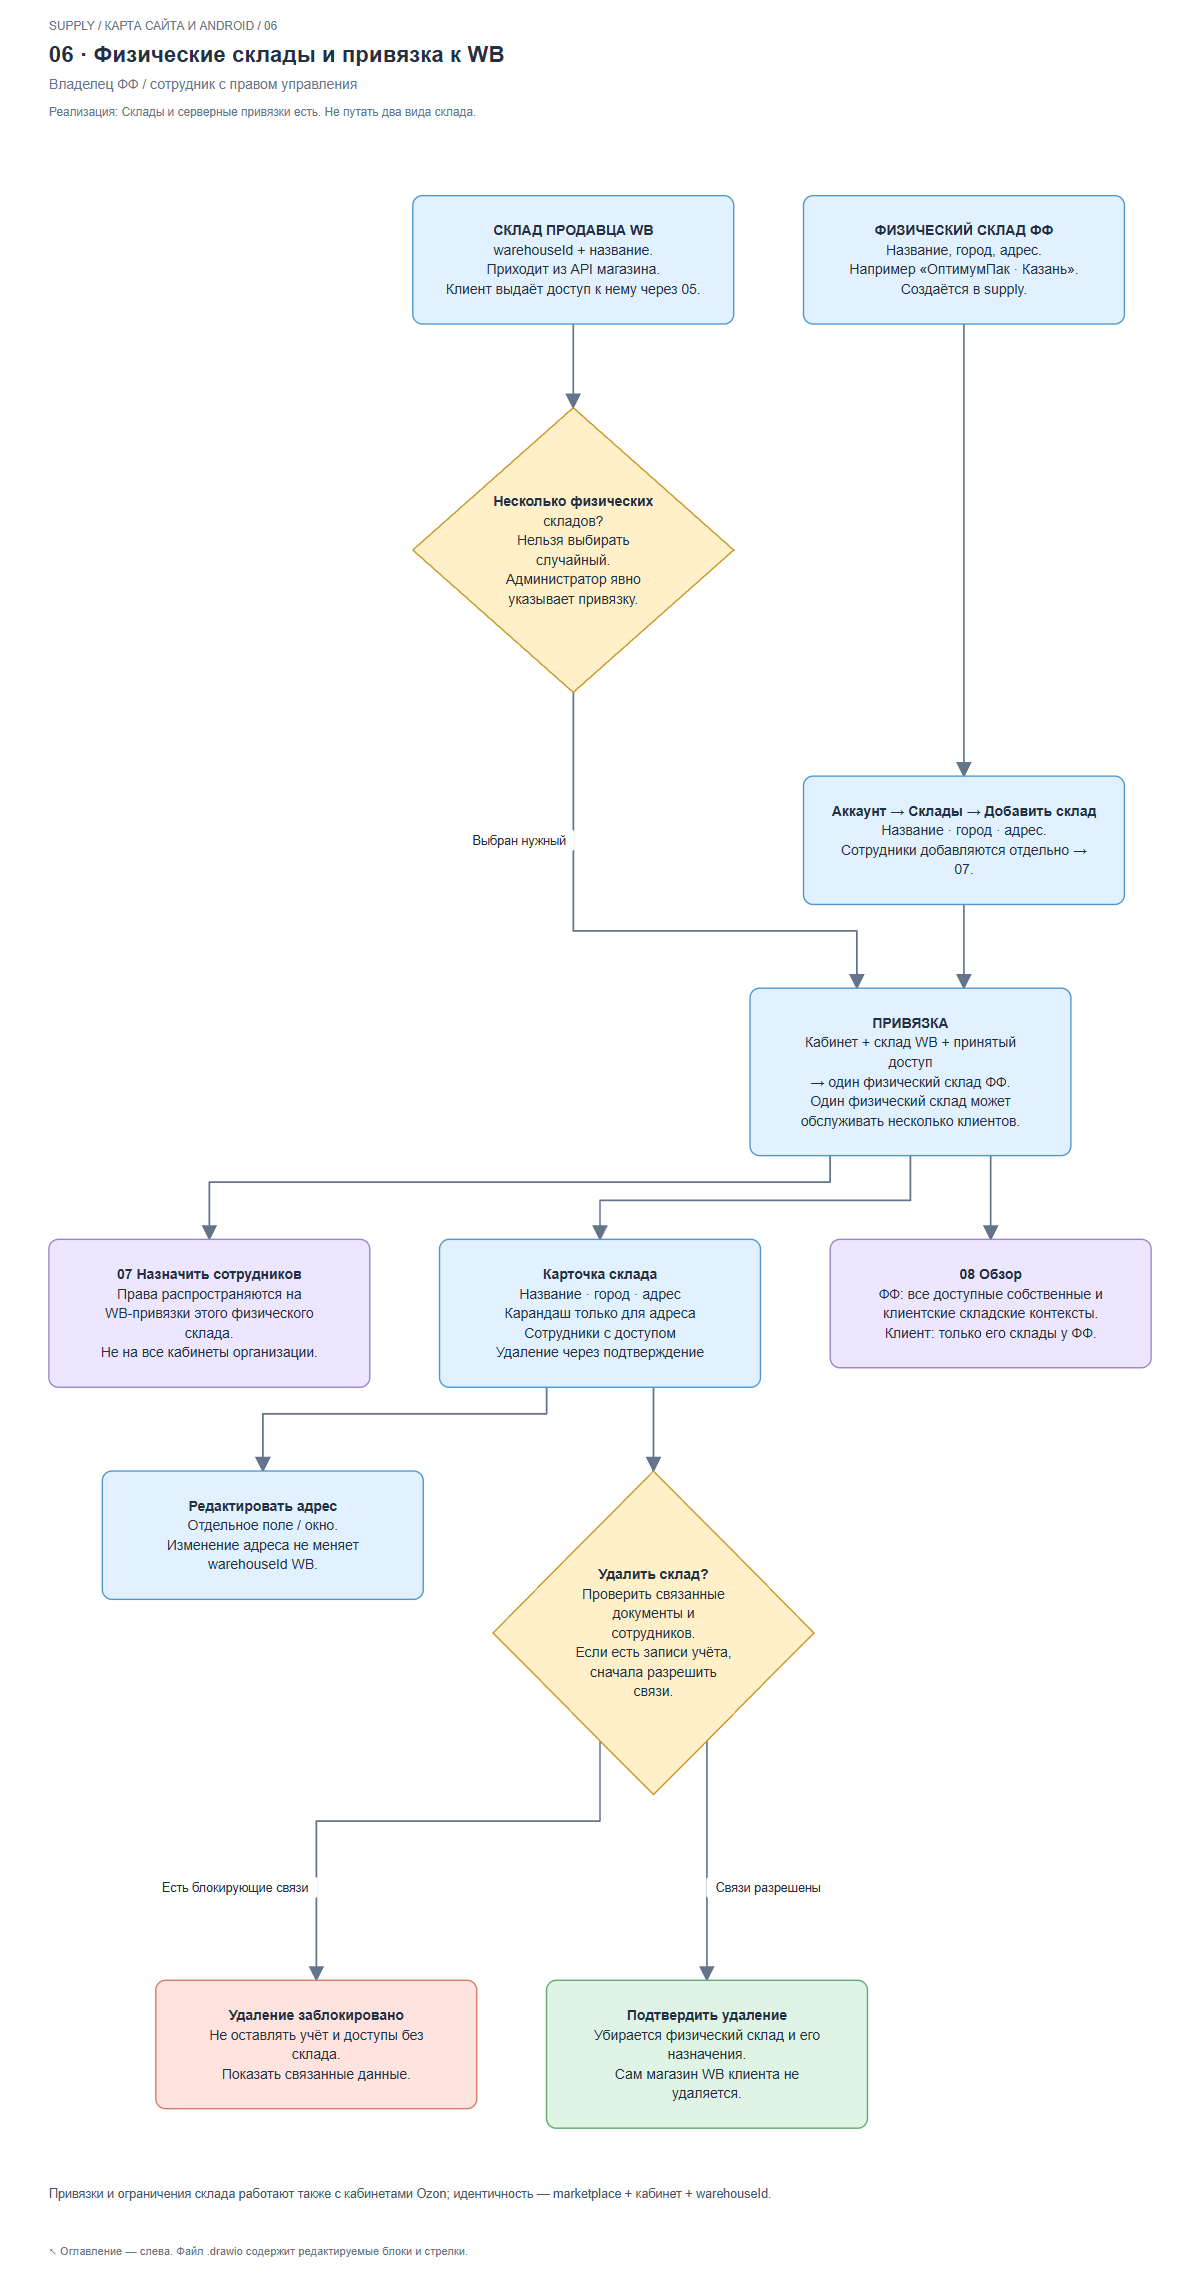 SUPPLY / КАРТА САЙТА И ANDROID / 06
06 · Физические склады и привязка к WB
Владелец ФФ / сотрудник с правом управления
Реализация: Склады и серверные привязки есть. Не путать два вида склада.
СКЛАД ПРОДАВЦА WB
warehouseId + название.
Приходит из API магазина.
Клиент выдаёт доступ к нему через 05.
ФИЗИЧЕСКИЙ СКЛАД ФФ
Название, город, адрес.
Например «ОптимумПак · Казань».
Создаётся в supply.
Несколько физических
складов?
Нельзя выбирать
случайный.
Администратор явно
указывает привязку.
Выбран нужный
Аккаунт → Склады → Добавить склад
Название · город · адрес.
Сотрудники добавляются отдельно →
07.
ПРИВЯЗКА
Кабинет + склад WB + принятый
доступ
→ один физический склад ФФ.
Один физический склад может
обслуживать несколько клиентов.
07 Назначить сотрудников
Права распространяются на
WB-привязки этого физического
склада.
Не на все кабинеты организации.
Карточка склада
Название · город · адрес
Карандаш только для адреса
Сотрудники с доступом
Удаление через подтверждение
08 Обзор
ФФ: все доступные собственные и
клиентские складские контексты.
Клиент: только его склады у ФФ.
Редактировать адрес
Отдельное поле / окно.
Изменение адреса не меняет
warehouseId WB.
Удалить склад?
Проверить связанные
документы и
сотрудников.
Если есть записи учёта,
сначала разрешить
связи.
Есть блокирующие связи
Связи разрешены
Удаление заблокировано
Не оставлять учёт и доступы без
склада.
Показать связанные данные.
Подтвердить удаление
Убирается физический склад и его
назначения.
Сам магазин WB клиента не
удаляется.
Привязки и ограничения склада работают также с кабинетами Ozon; идентичность — marketplace + кабинет + warehouseId.
↖ Оглавление — слева. Файл .drawio содержит редактируемые блоки и стрелки.